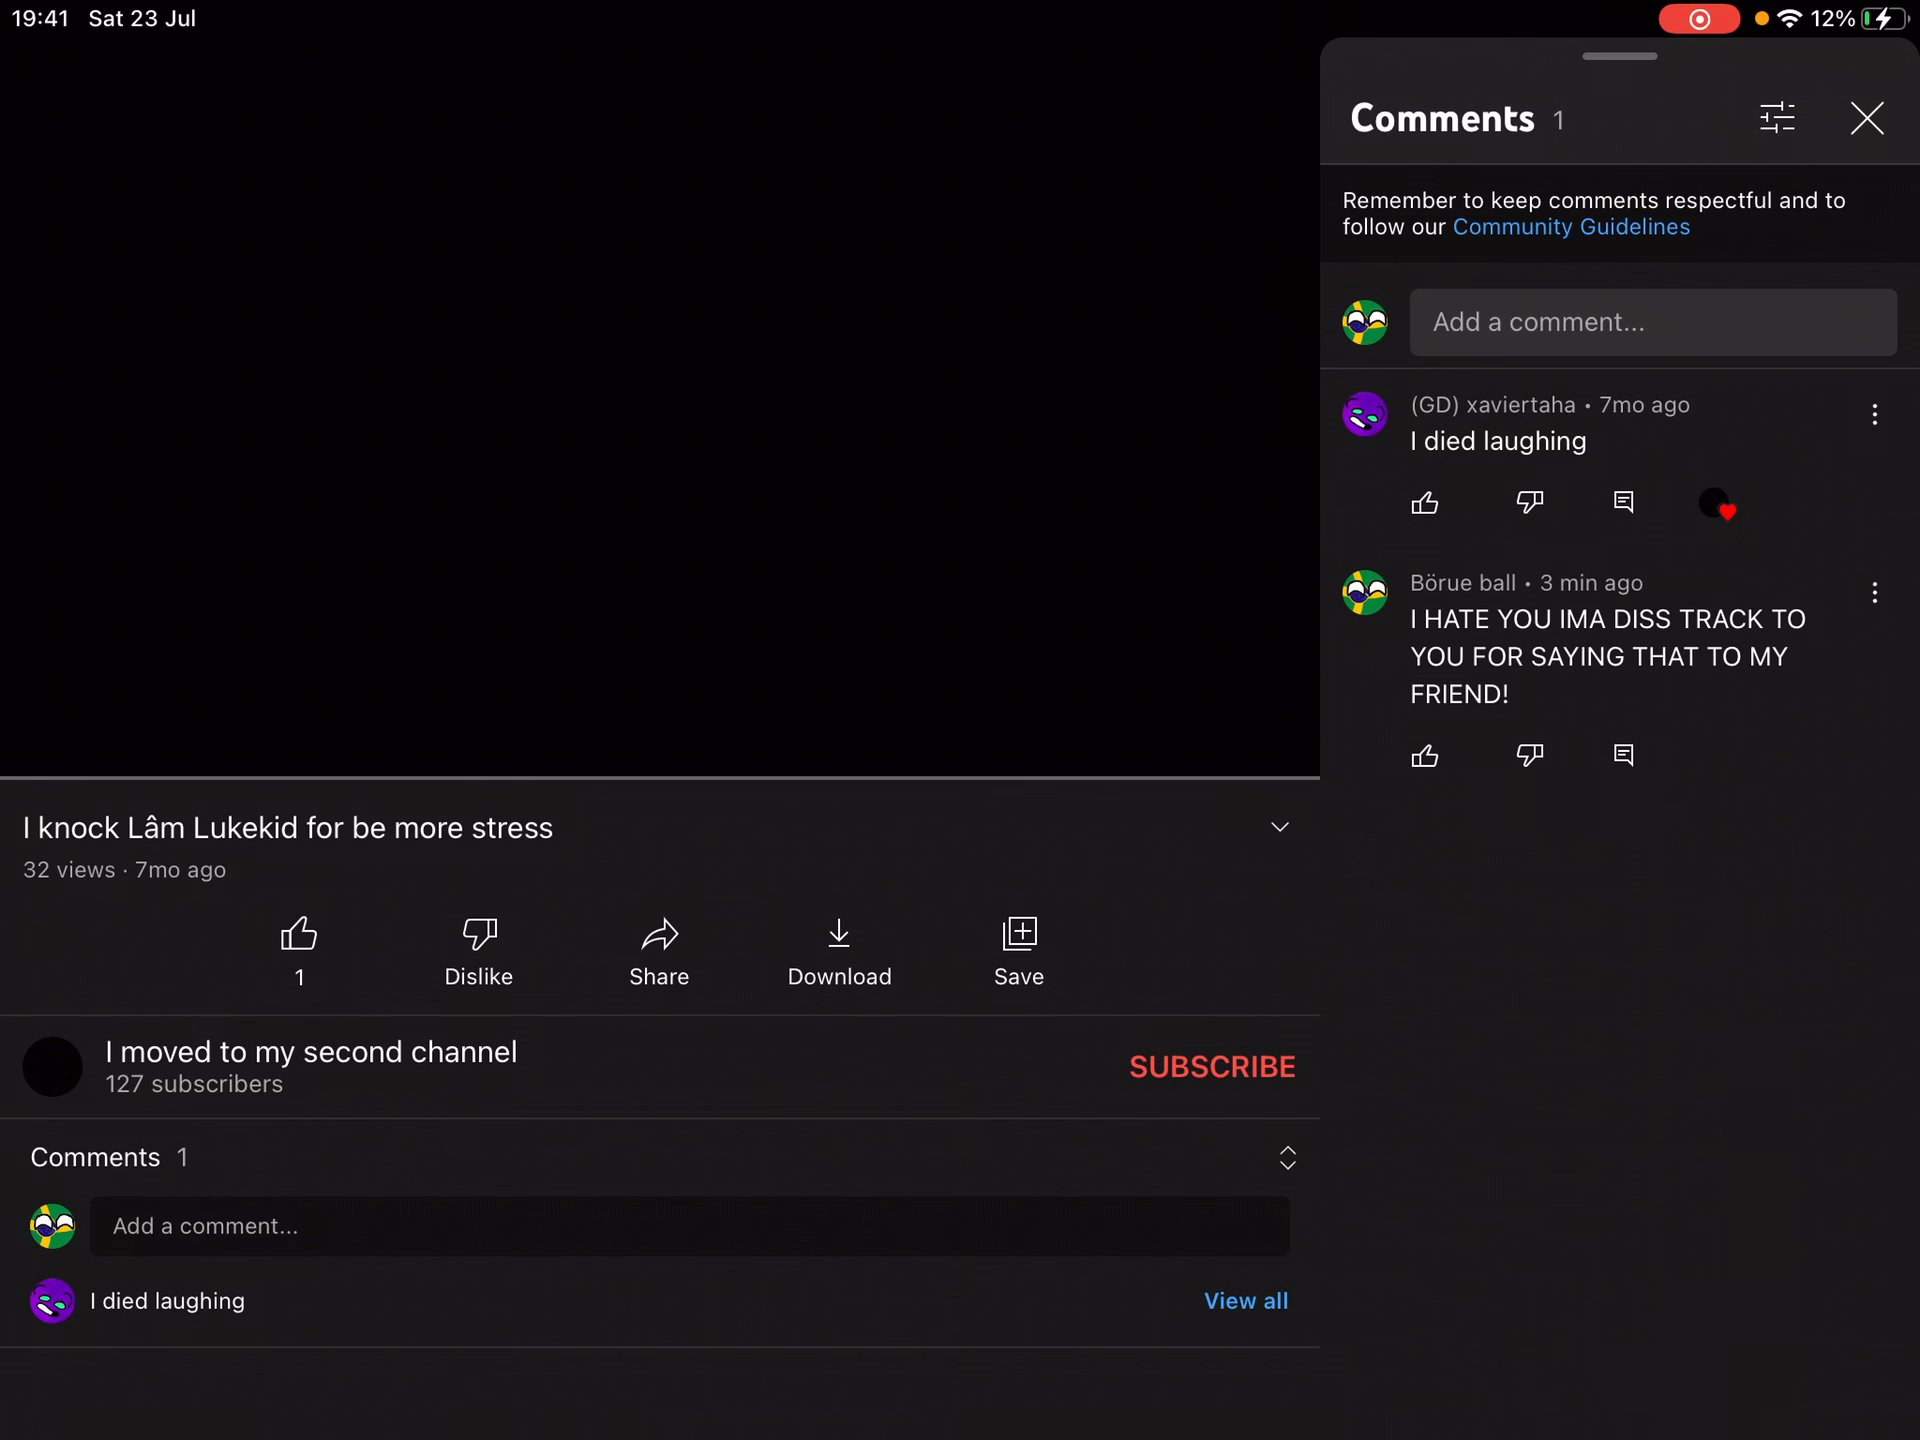 19:41 Sat 23 Jul
12%
I knock Lâm Lukekid for be more stress
32 views · 7mo ago
1
Dislike
Share
Download
Save
I moved to my second channel
127 subscribers
SUBSCRIBE
Comments 1
Add a comment...
I died laughing
View all
Comments 1
Remember to keep comments respectful and to
follow our Community Guidelines
Add a comment...
(GD) xaviertaha • 7mo ago
I died laughing
Börue ball • 3 min ago
I HATE YOU IMA DISS TRACK TO
YOU FOR SAYING THAT TO MY
FRIEND!